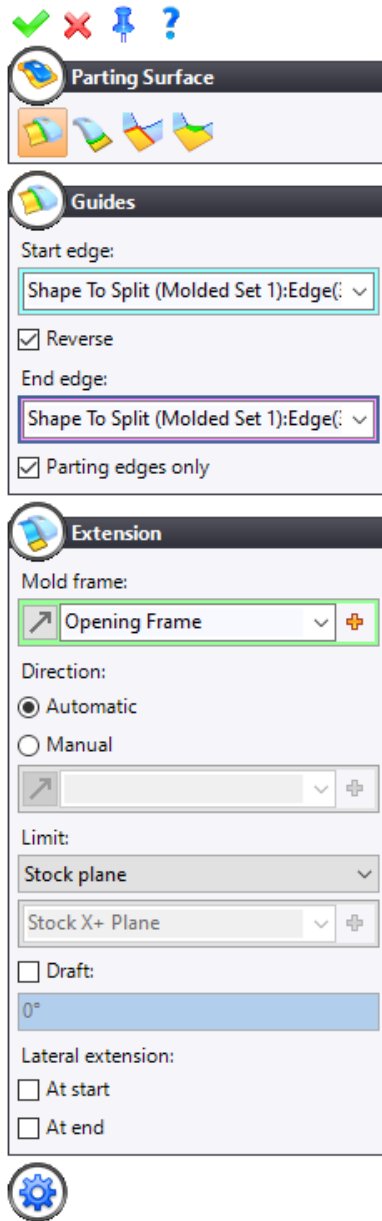 ?
Parting Surface
Guides
Start edge:
Shape To Split (Molded Set 1):Edge(
Reverse
End edge:
Shape To Split (Molded Set 1):Edge(
Parting edges only
Extension
Mold frame:
Opening Frame
Direction:
Automatic
Manual
Limit:
Stock plane
Stock X+ Plane
Draft:
0°
Lateral extension:
At start
At end